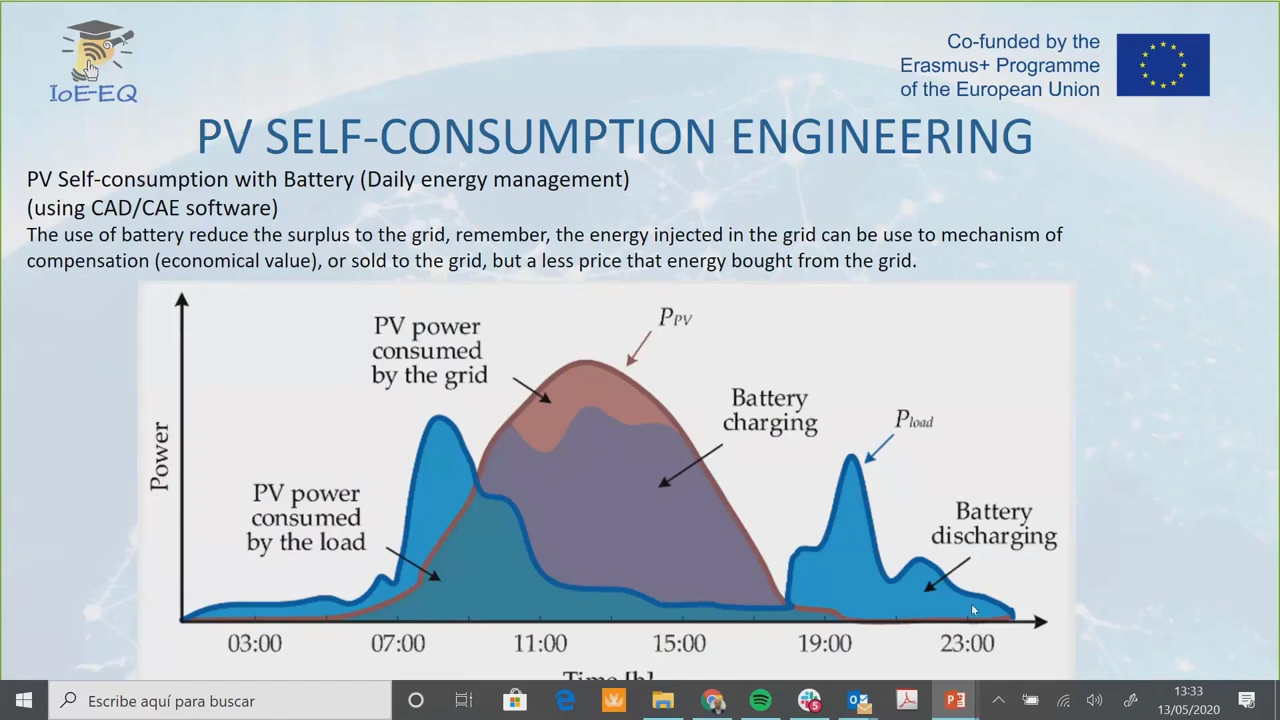 IoE-EQ
Co-funded by the
Erasmus+ Programme
of the European Union
PV SELF-CONSUMPTION ENGINEERING
PV Self-consumption with Battery (Daily energy management)
(using CAD/CAE software)
The use of battery reduce the surplus to the grid, remember, the energy injected in the grid can be use to mechanism of
compensation (economical value), or sold to the grid, but a less price that energy bought from the grid.
PV power
consumed
by the grid
PPV
Battery
charging
Pload
Power
PV power
consumed
by the load
Battery
discharging
03:00 07:00 11:00 15:00 19:00 23:00
Time [h]
Escribe aquí para buscar
5
13:33
13/05/2020